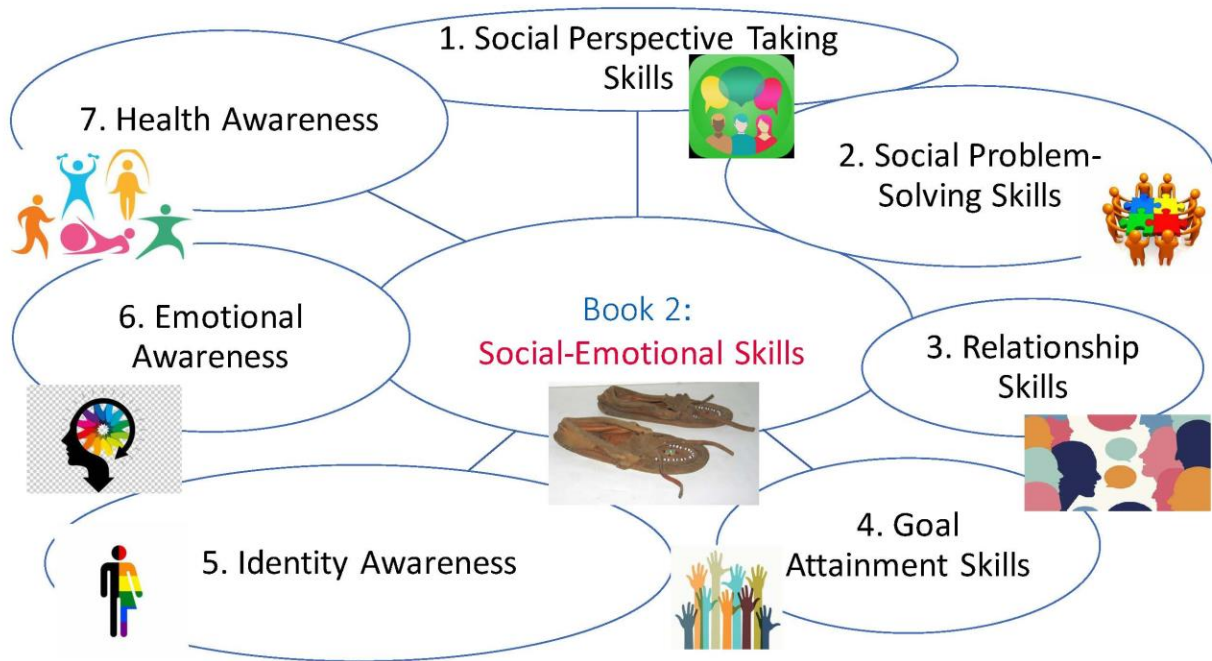 1. Social Perspective Taking
Skills
2. Social Problem-
Solving Skills
3. Relationship
Skills
4. Goal
Attainment Skills
5. Identity Awareness
6. Emotional
Awareness
7. Health Awareness
Book 2:
Social-Emotional Skills